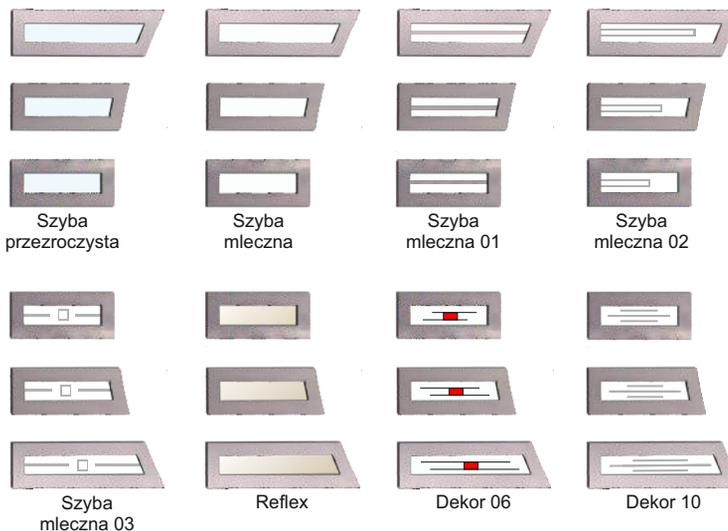 Szyba
przezroczysta
Szyba
mleczna
Szyba
mleczna 01
Szyba
mleczna 02
Szyba
mleczna 03
Reflex
Dekor 06
Dekor 10